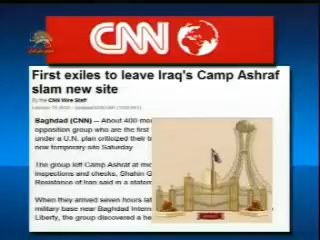 CNN
First exiles to leave Iraq's Camp Ashraf
slam new site
By the CNN Wire Staff
Baghdad (CNN) -- About 400 me
opposition group who are the first
under a U.N. plan criticized their t
new temporary site Saturday.
The group left Camp Ashraf at mid
inspections and checks, Shahin G
Resistance of Iran said in a statem
When they arrived seven hours lat
military base near Baghdad Intern
Liberty, the group discovered a he